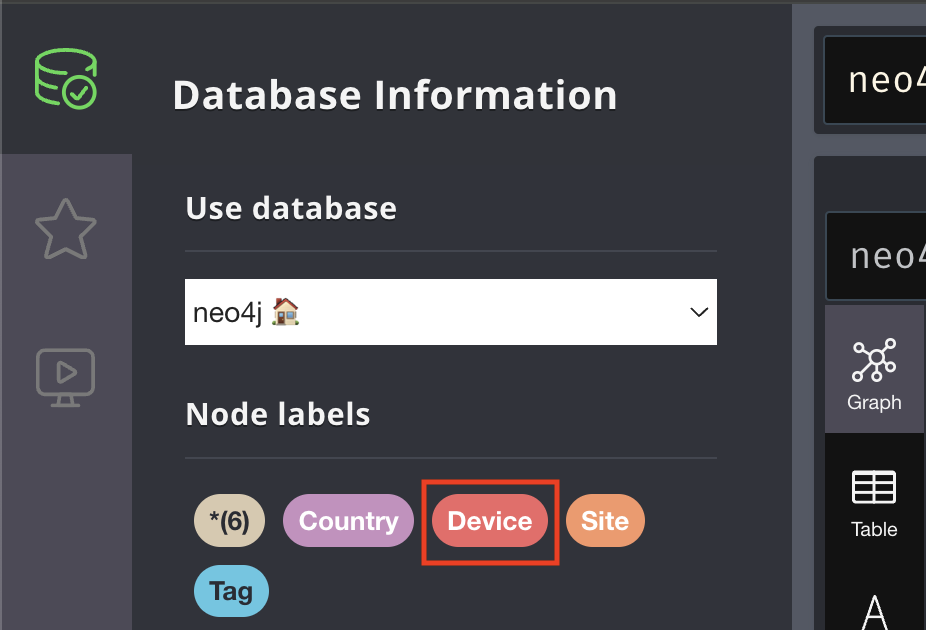 Database Information
Use database
neo4j
Node labels
*(6) Country Device Site
Tag
neo4
neo4
Graph
Table
A